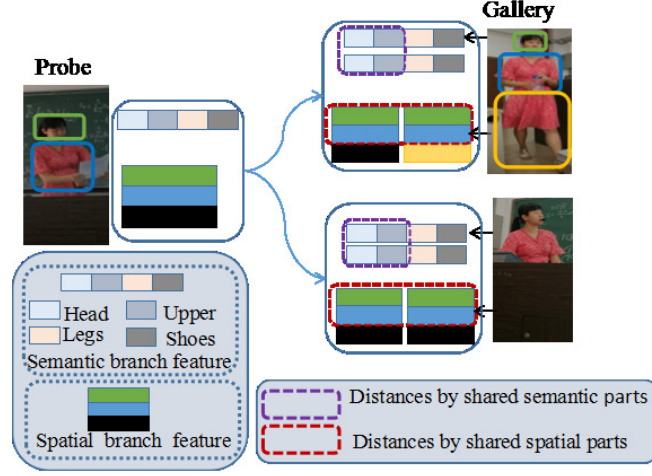 Gallery
Probe
Head
Upper
Legs
Shoes
Semantic branch feature
Spatial branch feature
Distances by shared semantic parts
Distances by shared spatial parts